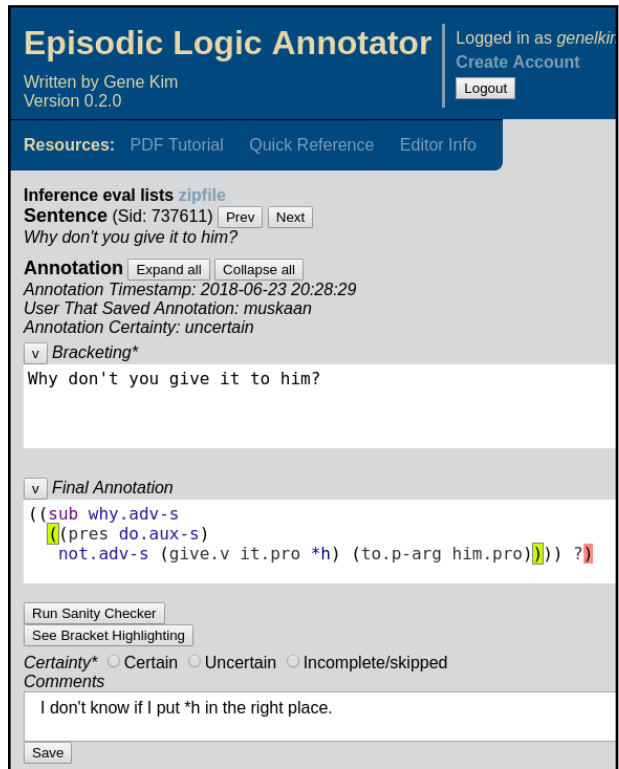 Episodic Logic Annotator
Logged in as genelkim
Written by Gene Kim
Version 0.2.0
Create Account
Logout
Resources: PDF Tutorial Quick Reference Editor Info
Inference eval lists zipfile
Sentence (Sid: 737611) Prev Next
Why don't you give it to him?
Annotation Expand all Collapse all
Annotation Timestamp: 2018-06-23 20:28:29
User That Saved Annotation: muskaan
Annotation Certainty: uncertain
v Bracketing*
Why don't you give it to him?
v Final Annotation
((sub why.adv-s
((pres do.aux-s)
not.adv-s (give.v it.pro *h) (to.p-arg him.pro)))) ?)
Run Sanity Checker
See Bracket Highlighting
Certainty* Certain Uncertain Incomplete/skipped
Comments
I don't know if I put *h in the right place.
Save